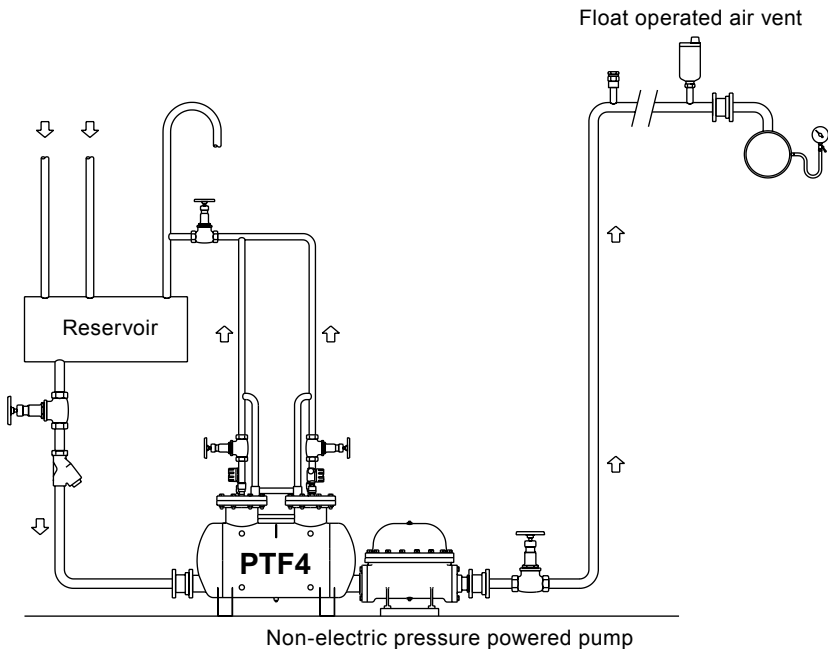 Float operated air vent
Reservoir
PTF4
Non-electric pressure powered pump